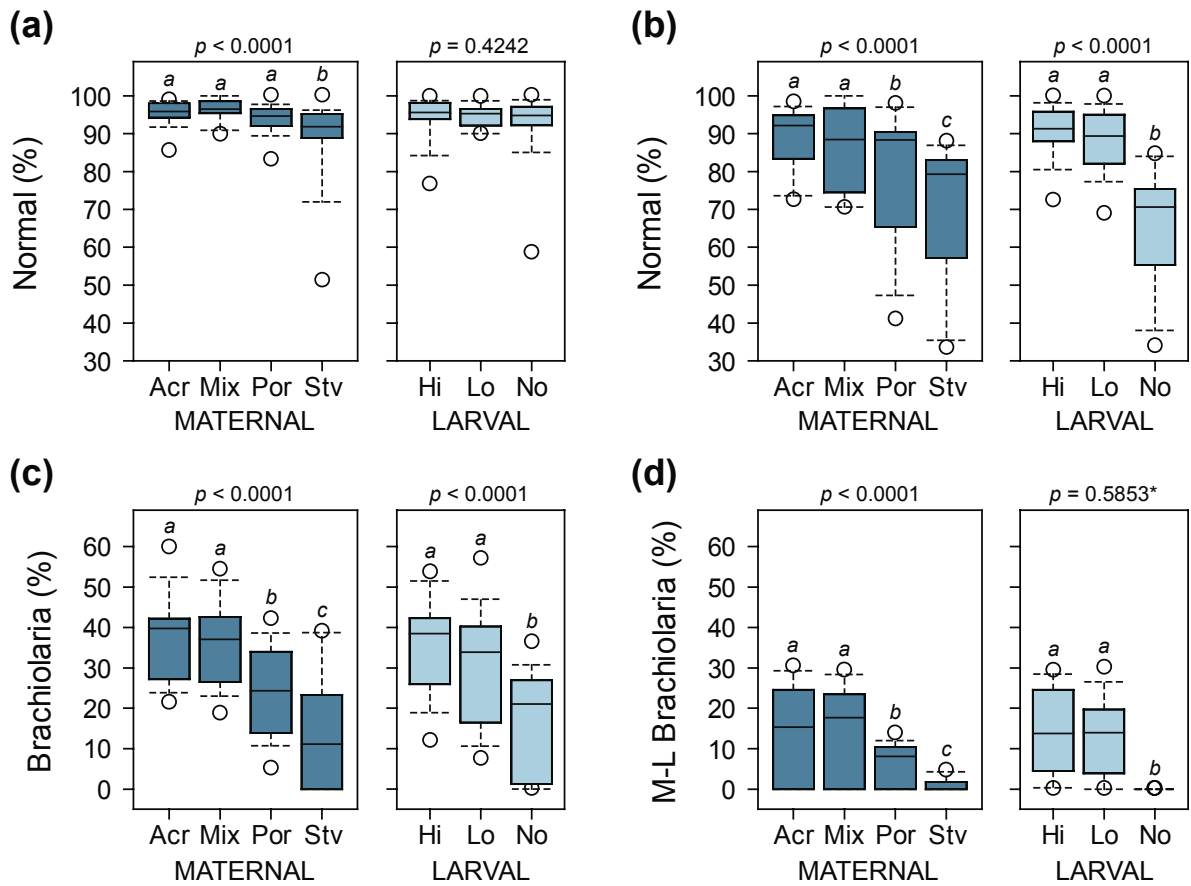 (a)
p < 0.0001
p = 0.4242
Normal (%)
100
90
80
70
60
50
40
30
a a a b
Acr Mix Por Stv
MATERNAL
Hi Lo No
LARVAL
(b)
p < 0.0001
p < 0.0001
Normal (%)
100
90
80
70
60
50
40
30
a a b c
a a b
Acr Mix Por Stv
MATERNAL
Hi Lo No
LARVAL
(c)
p < 0.0001
p < 0.0001
Brachiolaria (%)
60
50
40
30
20
10
0
a a b c
a a b
Acr Mix Por Stv
MATERNAL
Hi Lo No
LARVAL
(d)
p < 0.0001
p = 0.5853*
M-L Brachiolaria (%)
60
50
40
30
20
10
0
a a b c
a a b
Acr Mix Por Stv
MATERNAL
Hi Lo No
LARVAL